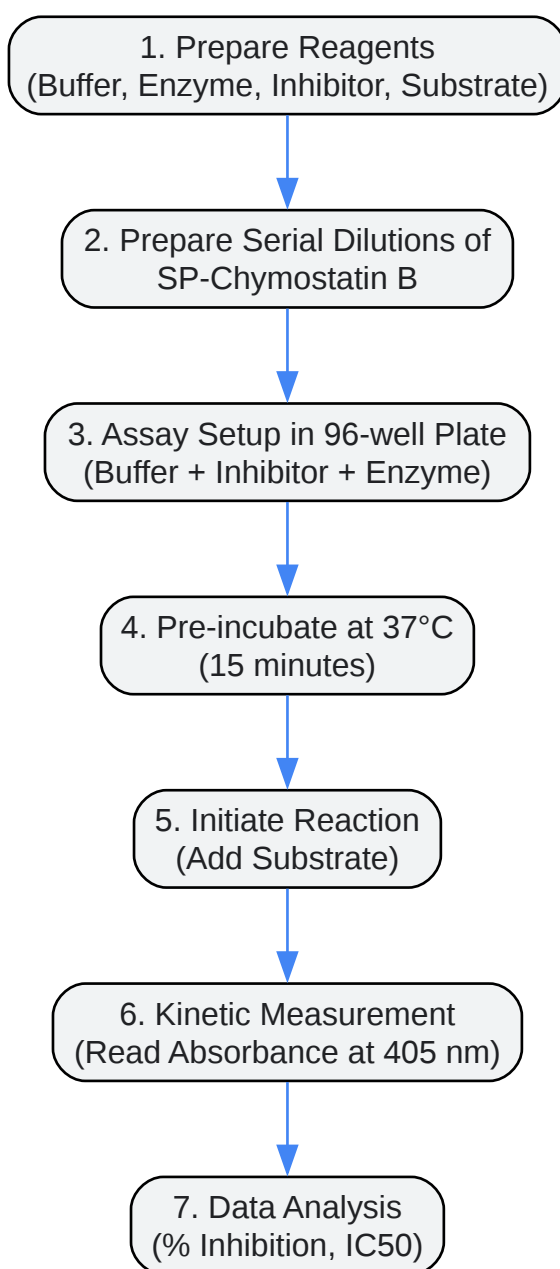 1. Prepare Reagents
(Buffer, Enzyme, Inhibitor, Substrate)
2. Prepare Serial Dilutions of
SP-Chymostatin B
3. Assay Setup in 96-well Plate
(Buffer + Inhibitor + Enzyme)
4. Pre-incubate at 37°C
(15 minutes)
5. Initiate Reaction
(Add Substrate)
6. Kinetic Measurement
(Read Absorbance at 405 nm)
7. Data Analysis
(% Inhibition, IC50)